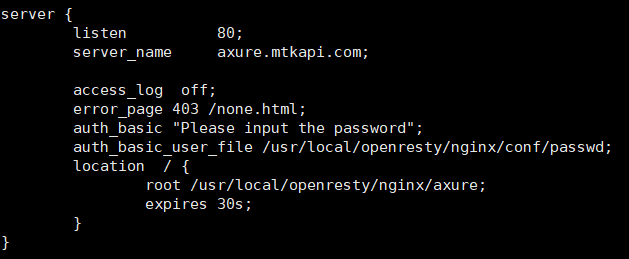 server {
        listen          80;
        server_name     axure.mtkapi.com;

        access_log  off;
        error_page 403 /none.html;
        auth_basic "Please input the password";
        auth_basic_user_file /usr/local/openresty/nginx/conf/passwd;
        location  / {
                root /usr/local/openresty/nginx/axure;
                expires 30s;
        }
}